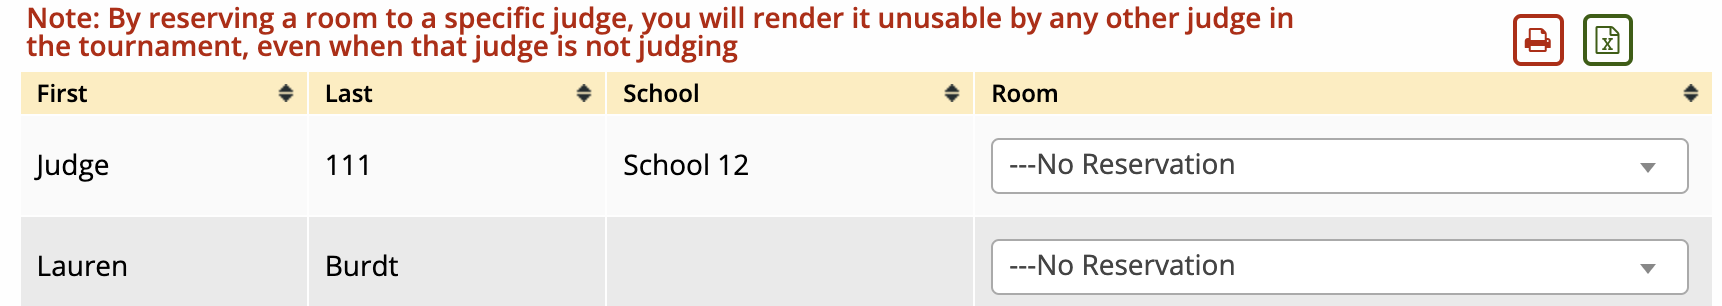 Note: By reserving a room to a specific judge, you will render it unusable by any other judge in
the tournament, even when that judge is not judging
First Last School Room
Judge 111 School 12 ---No Reservation
Lauren Burdt ---No Reservation